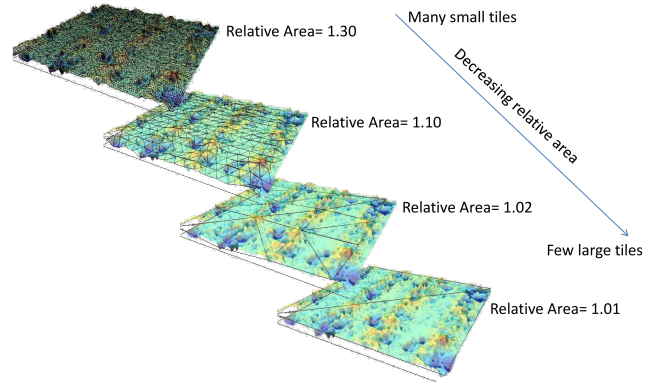 Relative Area= 1.30
Many small tiles
Decreasing relative area
Relative Area= 1.10
Relative Area= 1.02
Few large tiles
Relative Area= 1.01